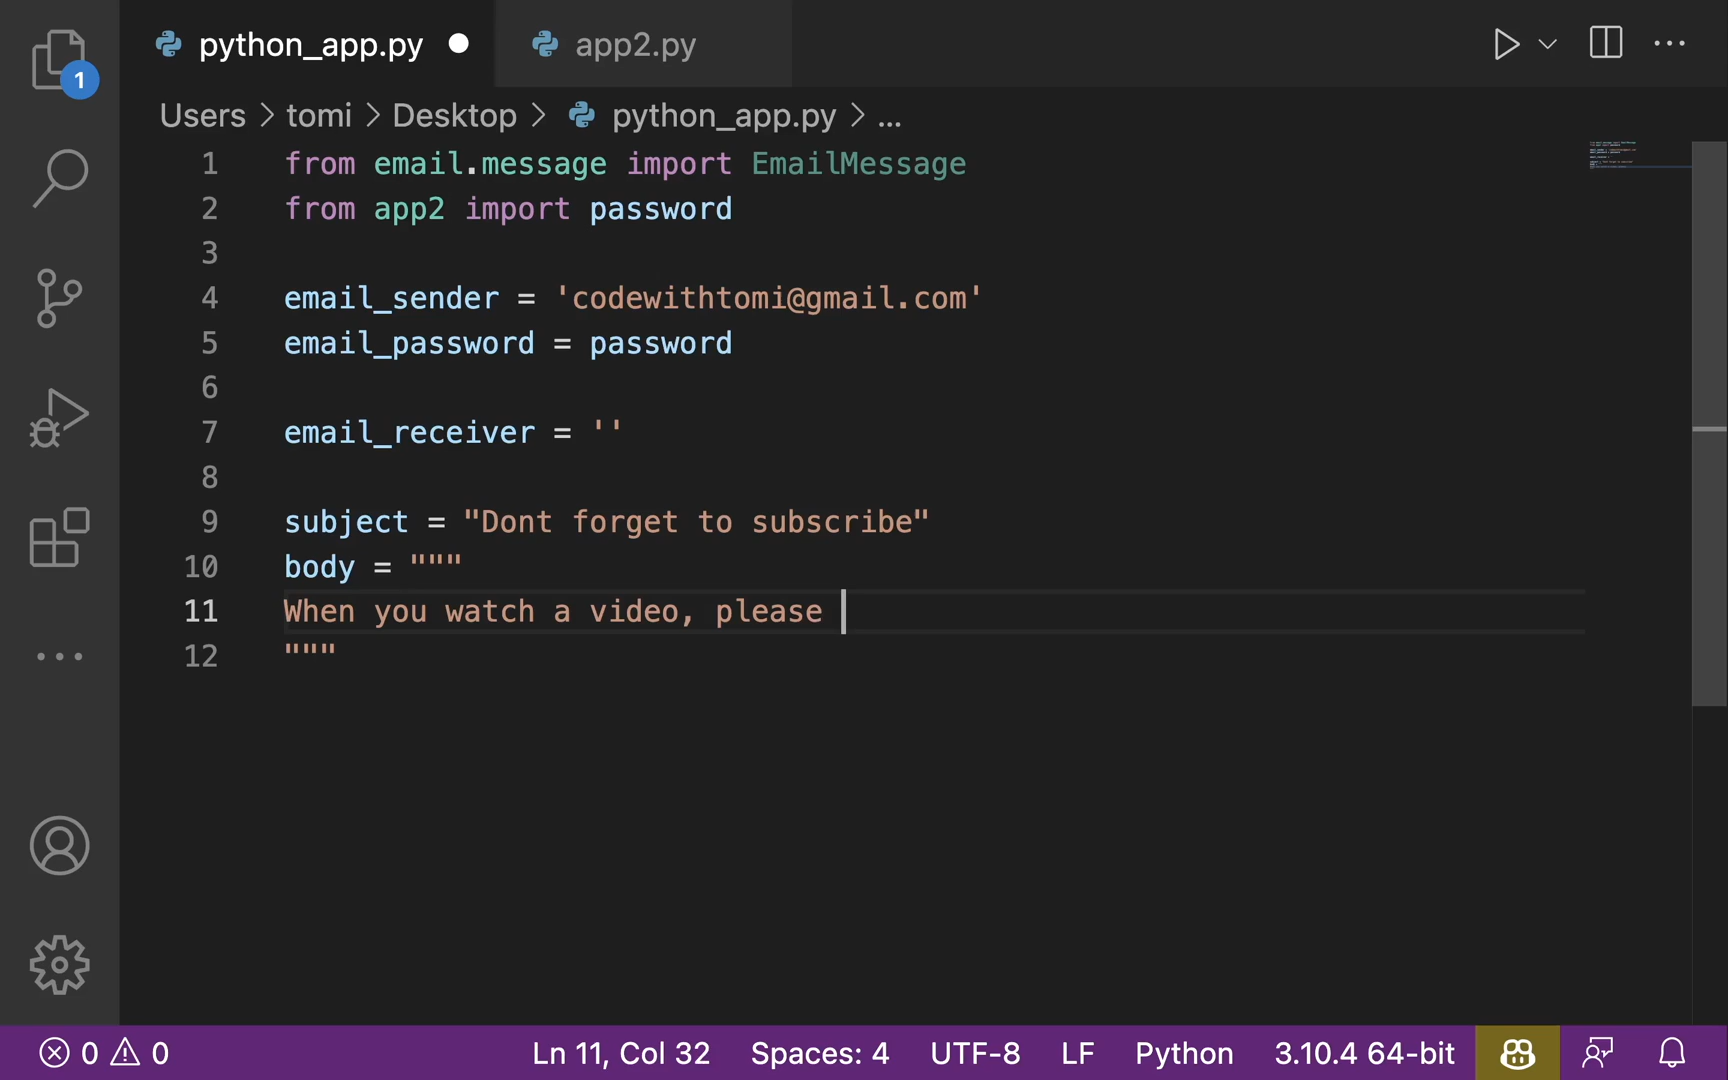 python_app.py
app2.py
1
Users > tomi > Desktop > python_app.py > ...
1 from email.message import EmailMessage
2 from app2 import password
3
4 email_sender = 'codewithtomi@gmail.com'
5 email_password = password
6
7 email_receiver = ''
8
9 subject = "Dont forget to subscribe"
10 body = """
11 When you watch a video, please
12 """
0 0 Ln 11, Col 32 Spaces: 4 UTF-8 LF Python 3.10.4 64-bit